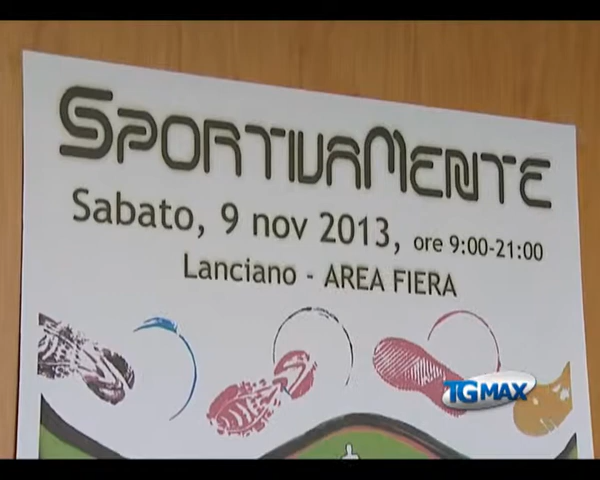 SPORTIVAMENTE
Sabato, 9 nov 2013, ore 9:00-21:00
Lanciano - AREA FIERA
TGMAX